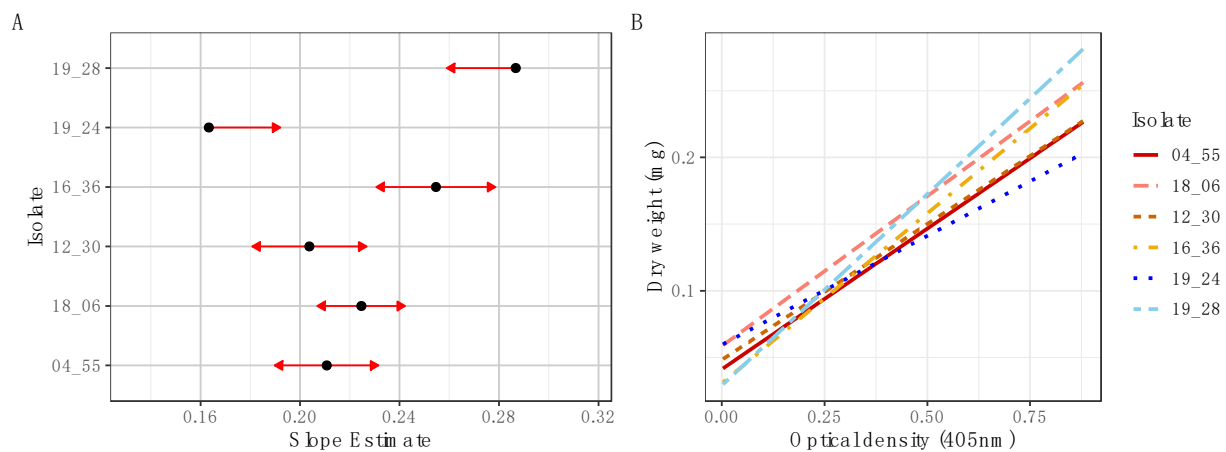 A
19_28
19_24
16_36
12_30
18_06
04_55
Isolate
0.16 0.20 0.24 0.28 0.32
Slope Estimate
B
0.2
0.1
Dry weight (mg)
0.00 0.25 0.50 0.75
Optical density (405nm)
Isolate
04_55
18_06
12_30
16_36
19_24
19_28